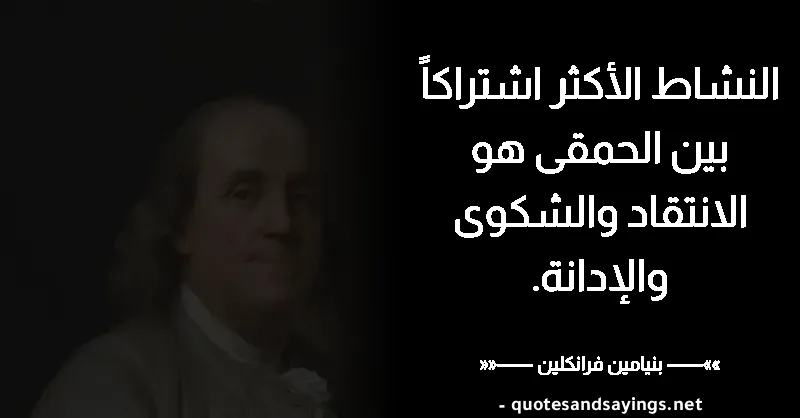 النشاط الأكثر اشتراكاً
بين الحمقى هو
الانتقاد والشكوى
والإدانة.
»»—— بنيامين فرانكلين ——««
- quotesandsayings.net